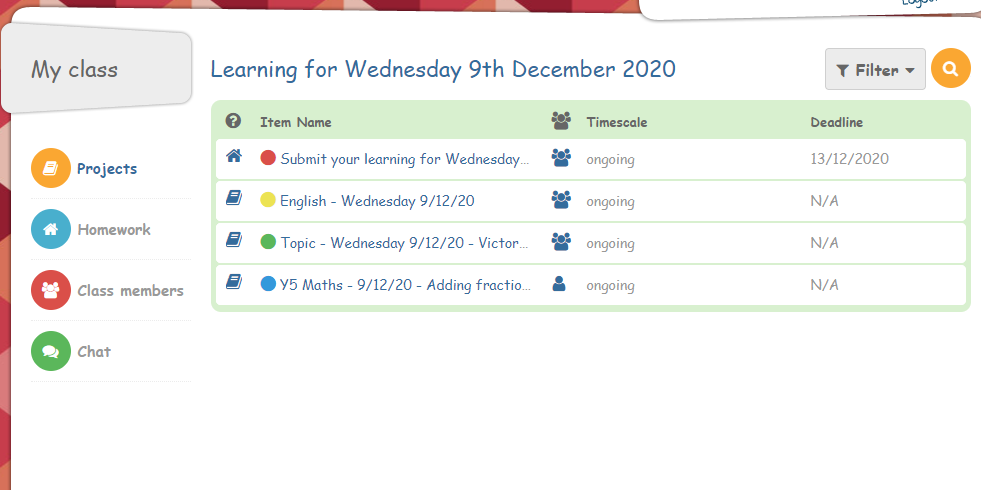 Logout
My class
Learning for Wednesday 9th December 2020
Filter
Item Name Timescale Deadline
Submit your learning for Wednesday... ongoing 13/12/2020
English - Wednesday 9/12/20 ongoing N/A
Topic - Wednesday 9/12/20 - Victor... ongoing N/A
Y5 Maths - 9/12/20 - Adding fractio... ongoing N/A
Projects
Homework
Class members
Chat